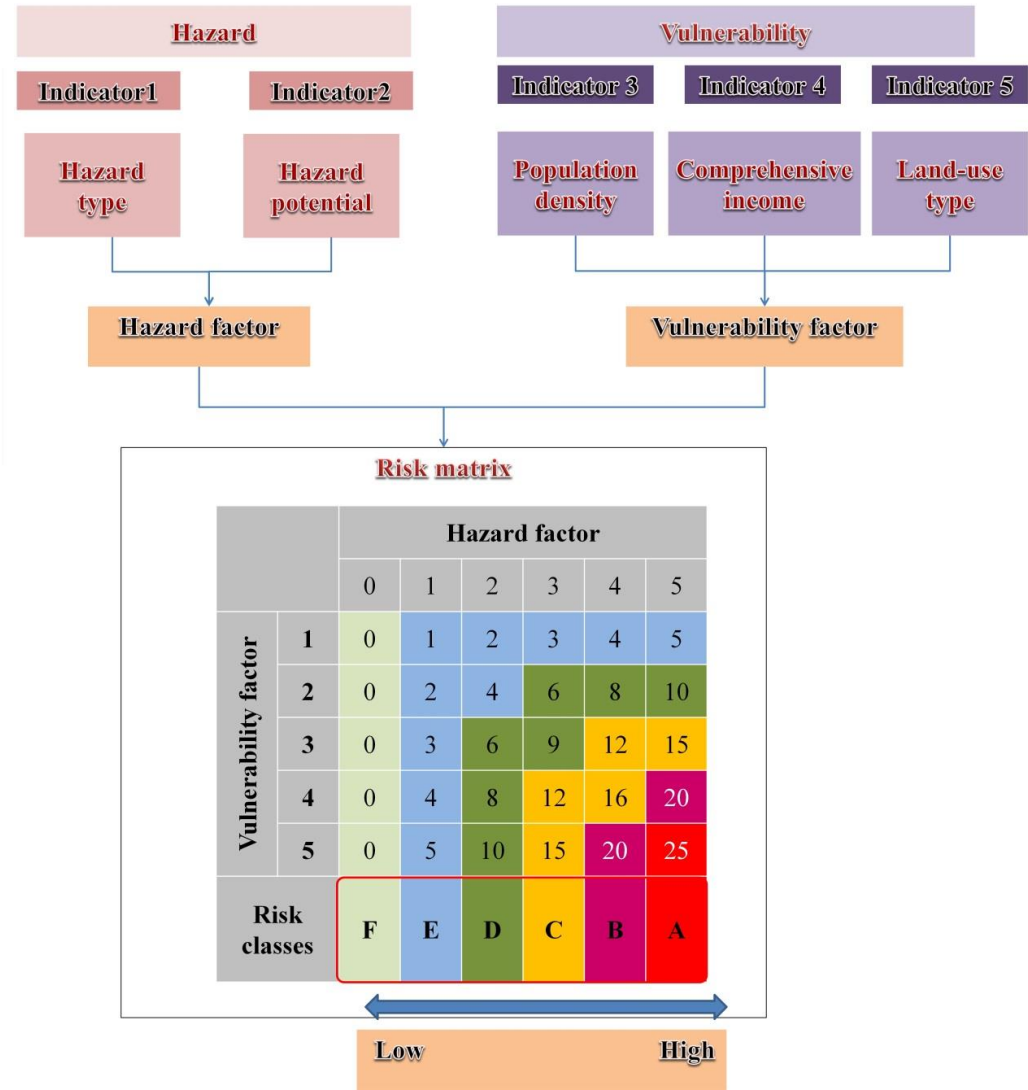 Hazard
Vulnerability
Indicator1
Indicator2
Indicator 3
Indicator 4
Indicator 5
Hazard
type
Hazard
potential
Population
density
Comprehensive
income
Land-use
type
Hazard factor
Vulnerability factor
Risk matrix
Hazard factor
0 1 2 3 4 5
Vulnerability factor
1 0 1 2 3 4 5
2 0 2 4 6 8 10
3 0 3 6 9 12 15
4 0 4 8 12 16 20
5 0 5 10 15 20 25
Risk
classes
F E D C B A
Low High